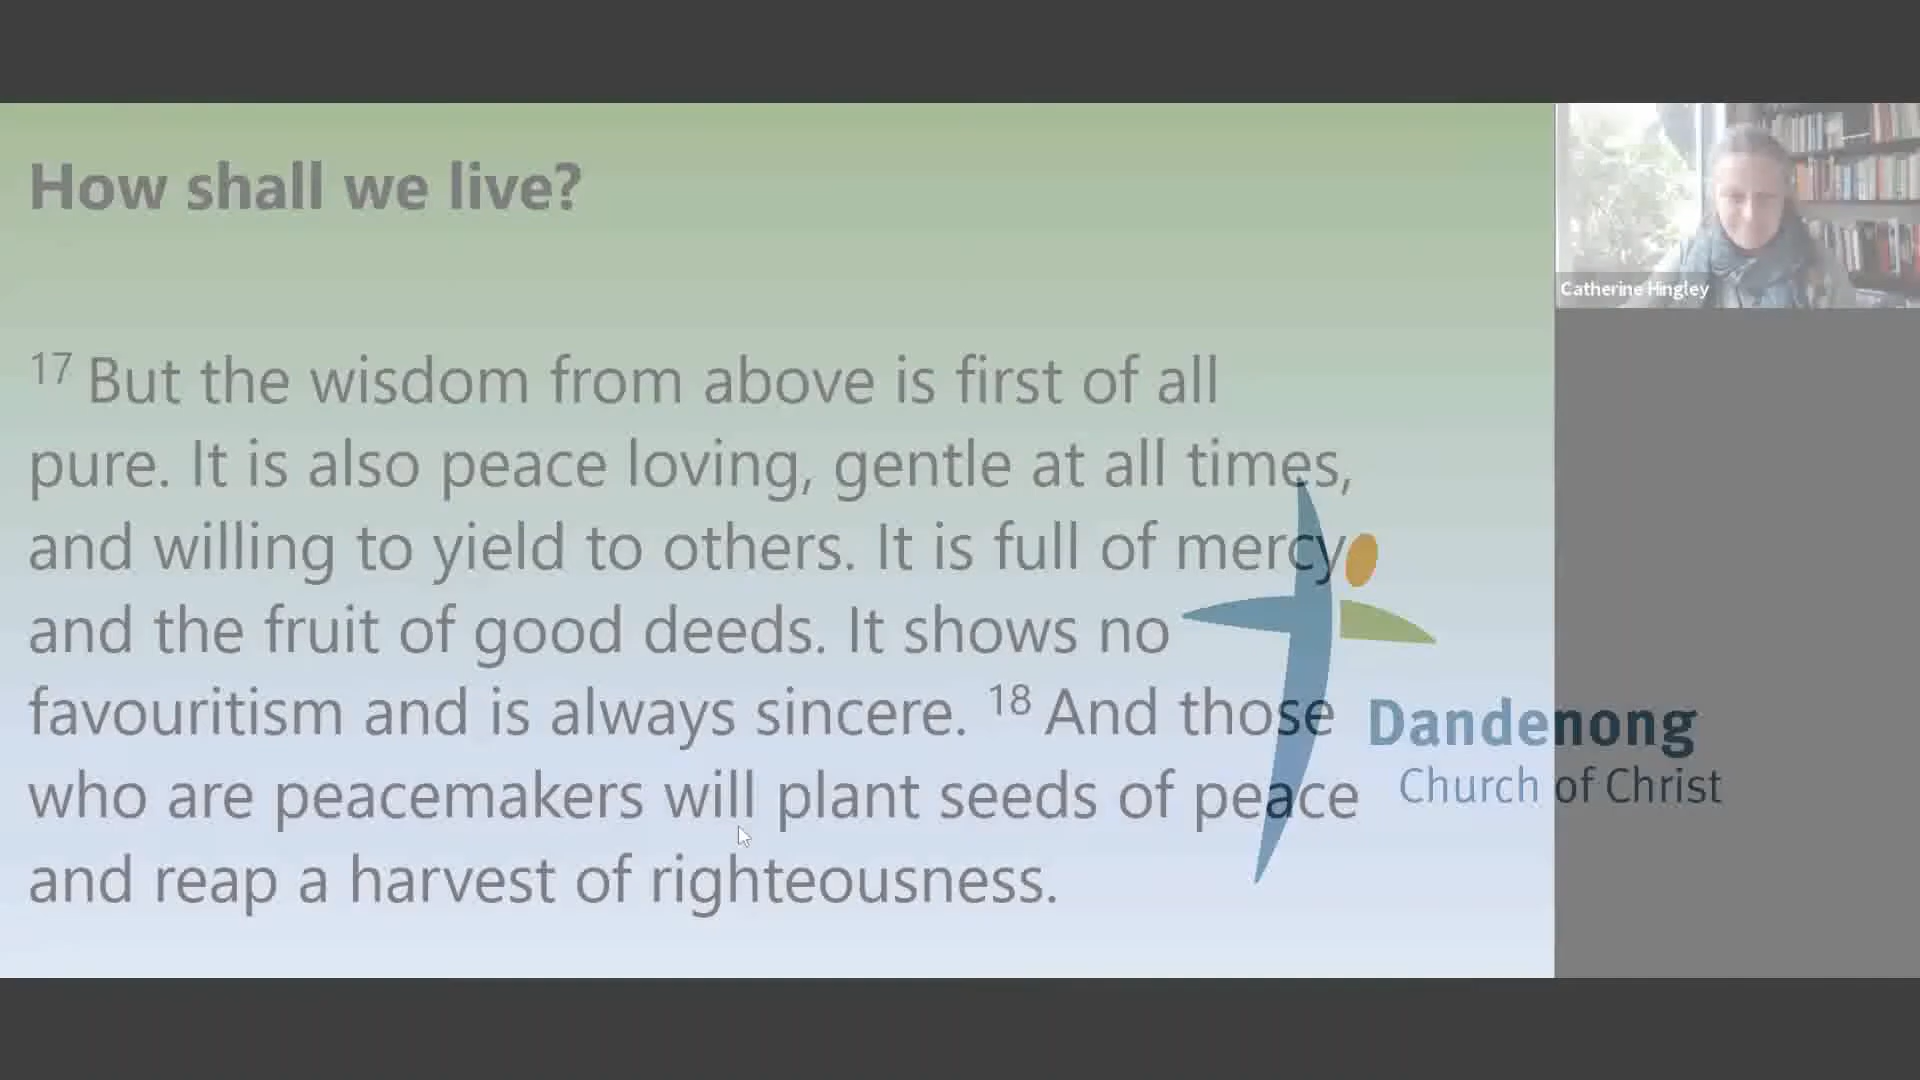 How shall we live?
17 But the wisdom from above is first of all
pure. It is also peace loving, gentle at all times,
and willing to yield to others. It is full of mercy
and the fruit of good deeds. It shows no
favouritism and is always sincere. 18 And those
who are peacemakers will plant seeds of peace
and reap a harvest of righteousness.
Catherine Hingley
Dandenong
Church of Christ